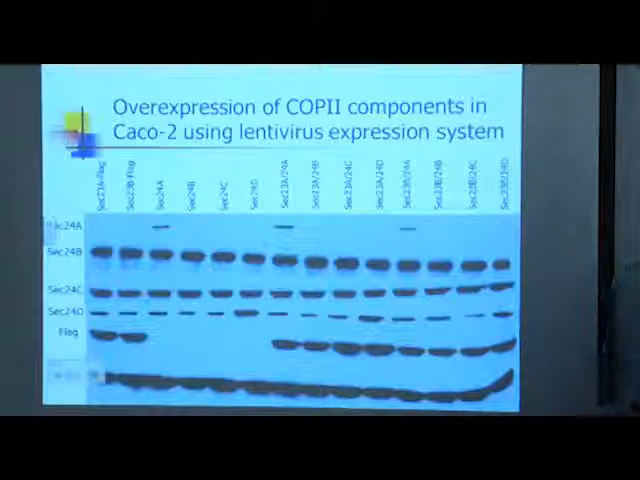 Overexpression of COPII components in
Caco-2 using lentivirus expression system
Sec23A-Flag
Sec23B-Flag
Sec24A
Sec24B
Sec24C
Sec24D
Sec23A/24A
Sec23A/24B
Sec23A/24C
Sec23A/24D
Sec23B/24A
Sec23B/24B
Sec23B/24C
Sec23B/24D
Sec24A
Sec24B
Sec24C
Sec24D
Flag